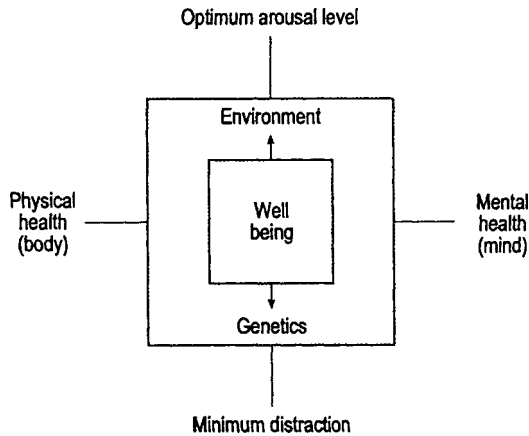 Optimum arousal level
Environment
Physical
health
(body)
Well
being
Mental
health
(mind)
Genetics
Minimum distraction